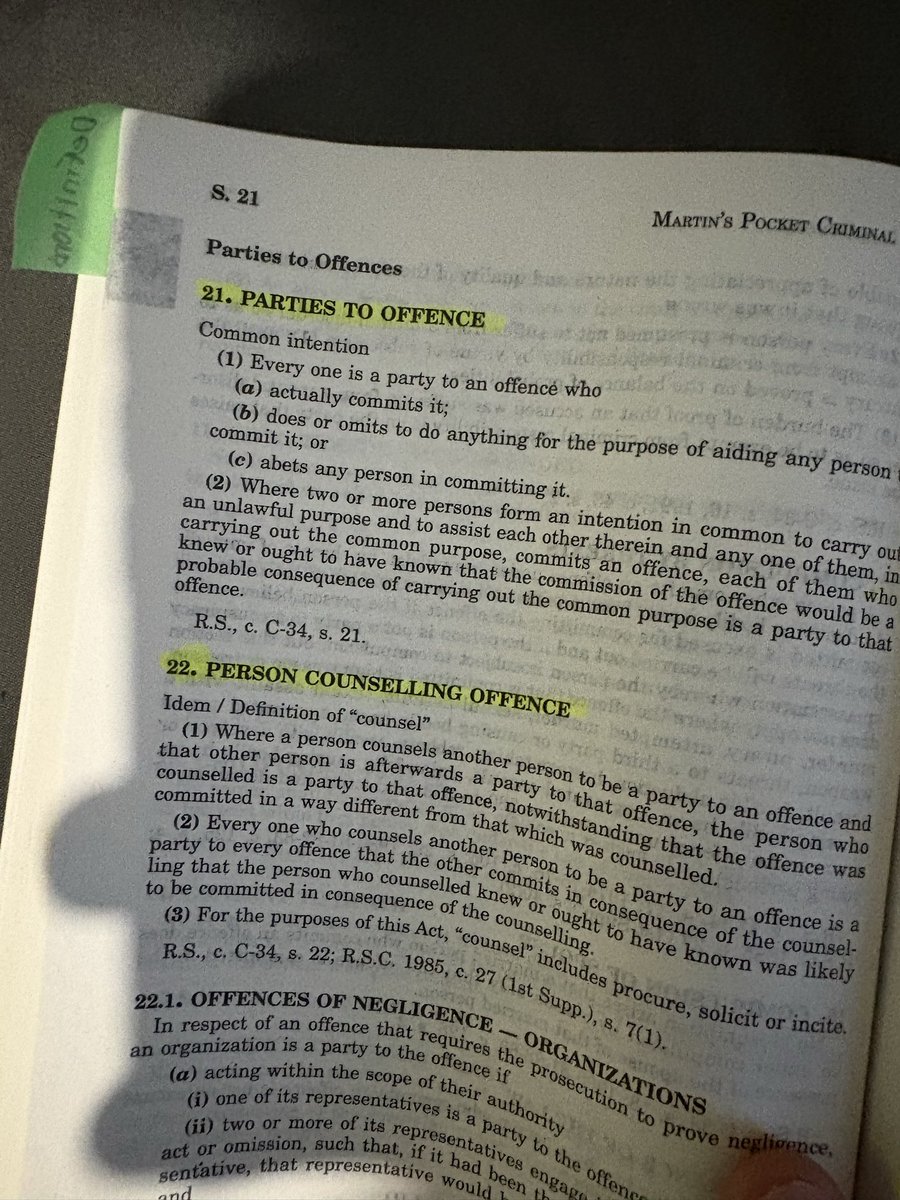 Definition
S. 21
MARTIN'S POCKET CRIMINAL
Parties to Offences
21. PARTIES TO OFFENCE
Common intention
(1) Every one is a party to an offence who
(a) actually commits it;
(b) does or omits to do anything for the purpose of aiding any person
commit it; or
(c) abets any person in committing it.
(2) Where two or more persons form an intention in common to carry out
an unlawful purpose and to assist each other therein and any one of them, in
carrying out the common purpose, commits an offence, each of them who
knew or ought to have known that the commission of the offence would be a
probable consequence of carrying out the common purpose is a party to that
offence.
R.S., c. C-34, s. 21.
22. PERSON COUNSELLING OFFENCE
Idem / Definition of "counsel"
(1) Where a person counsels another person to be a party to an offence and
that other person is afterwards a party to that offence, the person who
counselled is a party to that offence, notwithstanding that the offence was
committed in a way different from that which was counselled.
(2) Every one who counsels another person to be a party to an offence is a
party to every offence that the other commits in consequence of the counsel-
ling that the person who counselled knew or ought to have known was likely
to be committed in consequence of the counselling.
(3) For the purposes of this Act, "counsel" includes procure, solicit or incite.
R.S., c. C-34, s. 22; R.S.C. 1985, c. 27 (1st Supp.), s. 7(1).
22.1. OFFENCES OF NEGLIGENCE — ORGANIZATIONS
In respect of an offence that requires the prosecution to prove negligence,
an organization is a party to the offence if
(a) acting within the scope of their authority
(i) one of its representatives is a party to the offence
(ii) two or more of its representatives engage
act or omission, such that, if it had been th
sentative, that representative would
and